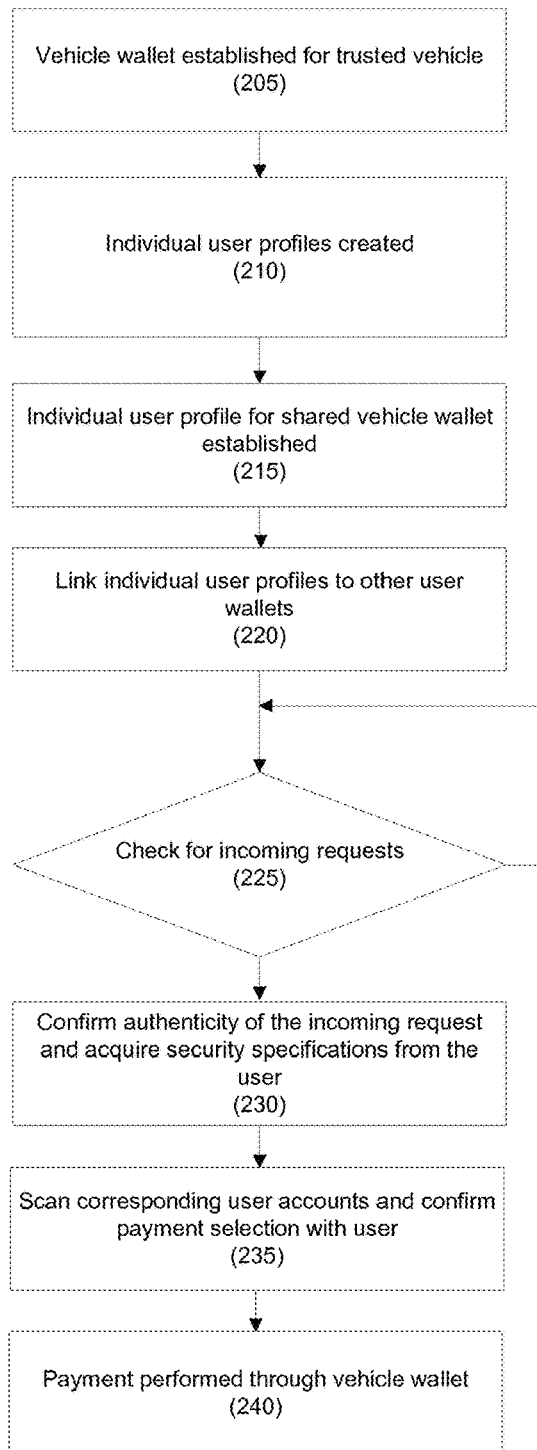 Vehicle wallet established for trusted vehicle
(205)
Individual user profiles created
(210)
Individual user profile for shared vehicle wallet
established
(215)
Link individual user profiles to other user
wallets
(220)
Check for incoming requests
(225)
Confirm authenticity of the incoming request
and acquire security specifications from the
user
(230)
Scan corresponding user accounts and confirm
payment selection with user
(235)
Payment performed through vehicle wallet
(240)